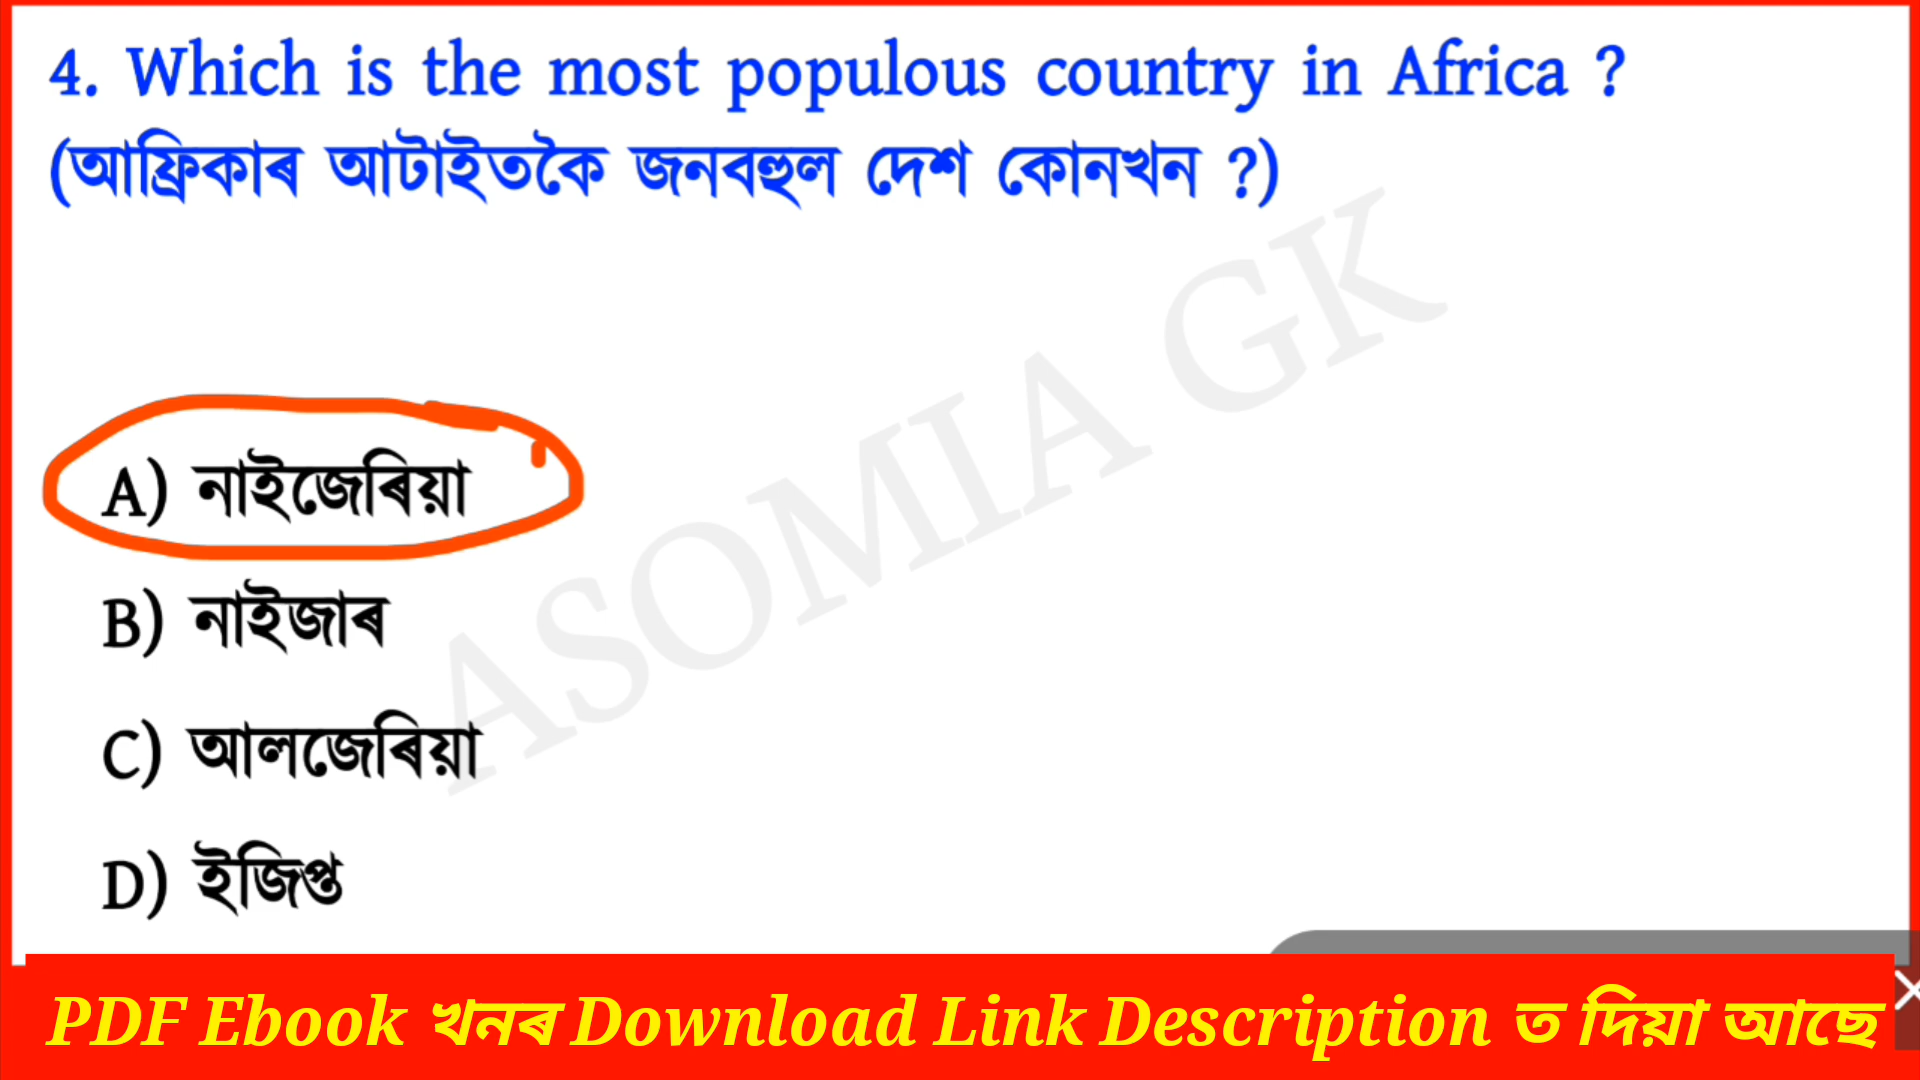 4. Which is the most populous country in Africa ?
(আফ্ৰিকাৰ আটাইতকৈ জনবহুল দেশ কোনখন ?)
ASOMIA GK
A) নাইজেৰিয়া
B) নাইজাৰ
C) আলজেৰিয়া
D) ইজিপ্ত
PDF Ebook খনৰ Download Link Description ত দিয়া আছে